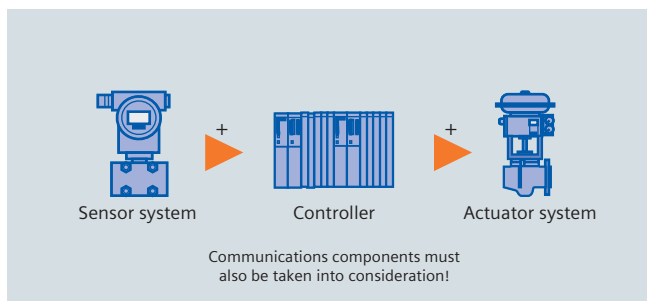 + +
Sensor system Controller Actuator system
Communications components must
also be taken into consideration!